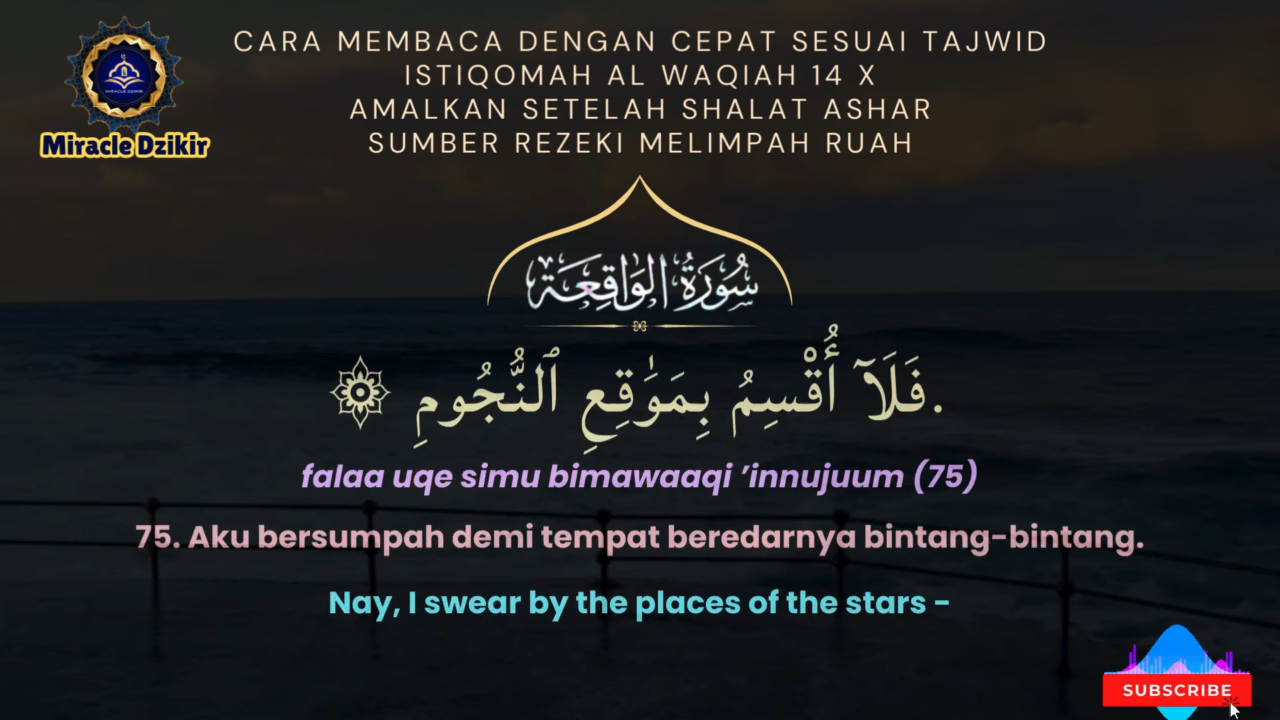 CARA MEMBACA DENGAN CEPAT SESUAI TAJWID
ISTIQOMAH AL WAQIAH 14 X
AMALKAN SETELAH SHALAT ASHAR
SUMBER REZEKI MELIMPAH RUAH
MIRACLE DZIKIR
Miracle Dzikir
سُورَةُ الوَاقِعَة
.فَلَآ أُقْسِمُ بِمَوَٰقِعِ ٱلنُّجُومِ ۞
falaa uqe simu bimawaaqi ’innujuum (75)
75. Aku bersumpah demi tempat beredarnya bintang-bintang.
Nay, I swear by the places of the stars -
SUBSCRIBE